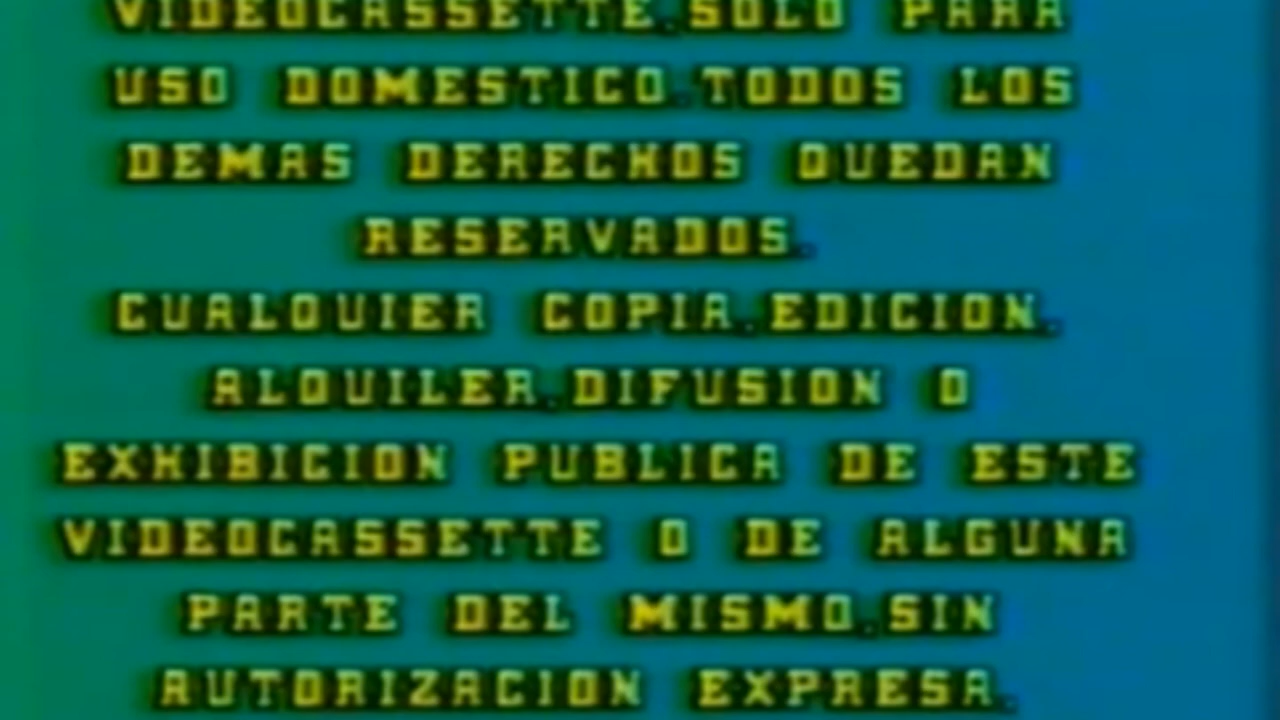 VIDEOCASSETTE,SOLO PARA
USO DOMESTICO.TODOS LOS
DEMAS DERECHOS QUEDAN
RESERVADOS.
CUALQUIER COPIA,EDICION,
ALQUILER,DIFUSION O
EXHIBICION PUBLICA DE ESTE
VIDEOCASSETTE O DE ALGUNA
PARTE DEL MISMO,SIN
AUTORIZACION EXPRESA,